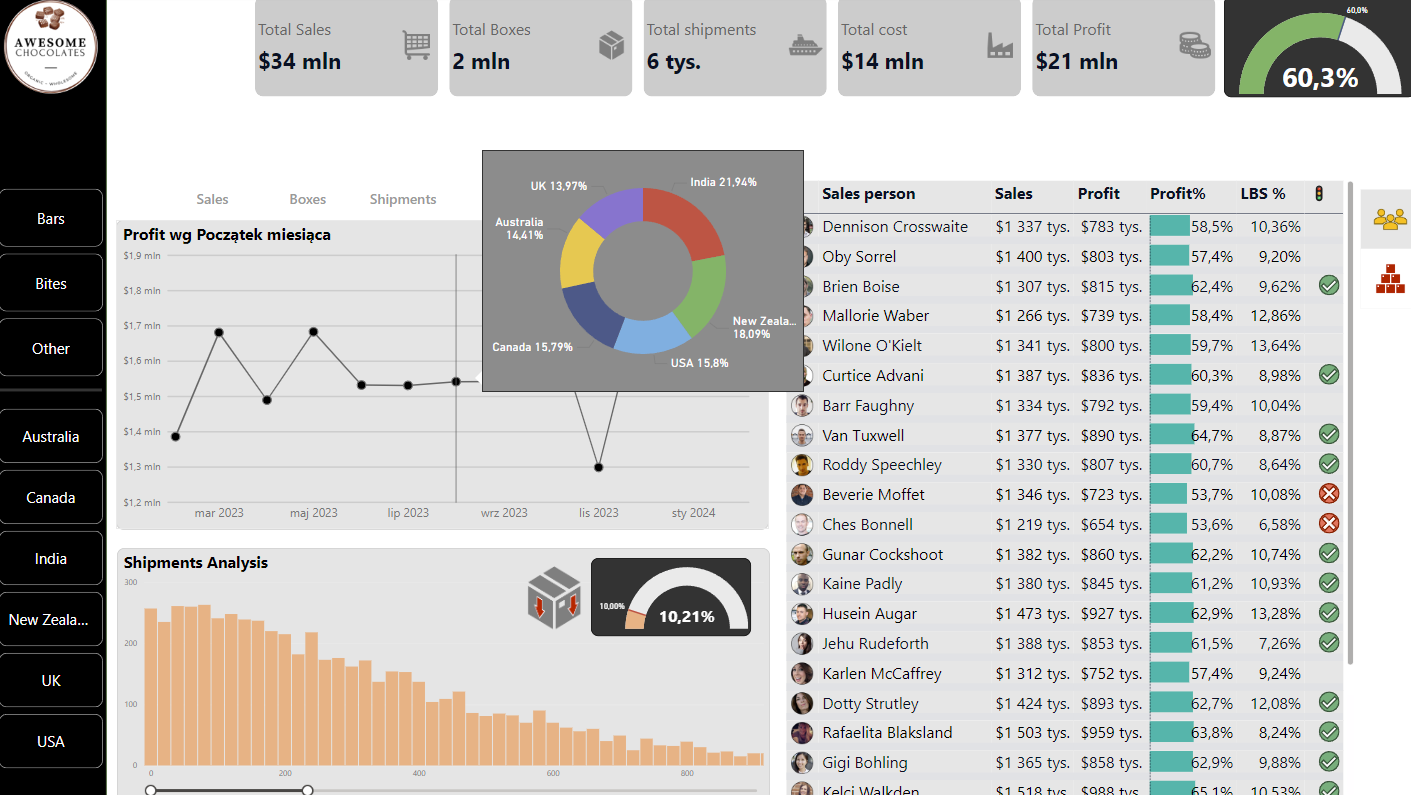 AWESOME
CHOCOLATES
ORGANIC - WHOLESOME
Total Sales
$34 mln
Total Boxes
2 mln
Total shipments
6 tys.
Total cost
$14 mln
Total Profit
$21 mln
60,0%
60,3%
Bars
Bites
Other
Australia
Canada
India
New Zeala...
UK
USA
Sales Boxes Shipments
Profit wg Początek miesiąca
$1,9 mln
$1,8 mln
$1,7 mln
$1,6 mln
$1,5 mln
$1,4 mln
$1,3 mln
$1,2 mln
mar 2023 maj 2023 lip 2023 wrz 2023 lis 2023 sty 2024
UK 13,97%
India 21,94%
Australia
14,41%
New Zeala...
18,09%
Canada 15,79%
USA 15,8%
Shipments Analysis
300
200
100
0
0 200 400 600 800
10,00%
10,21%
Sales person Sales Profit Profit% LBS %
Dennison Crosswaite $1 337 tys. $783 tys. 58,5% 10,36%
Oby Sorrel $1 400 tys. $803 tys. 57,4% 9,20%
Brien Boise $1 307 tys. $815 tys. 62,4% 9,62%
Mallorie Waber $1 266 tys. $739 tys. 58,4% 12,86%
Wilone O'Kielt $1 341 tys. $800 tys. 59,7% 13,64%
Curtice Advani $1 387 tys. $836 tys. 60,3% 8,98%
Barr Faughny $1 334 tys. $792 tys. 59,4% 10,04%
Van Tuxwell $1 377 tys. $890 tys. 64,7% 8,87%
Roddy Speechley $1 330 tys. $807 tys. 60,7% 8,64%
Beverie Moffet $1 346 tys. $723 tys. 53,7% 10,08%
Ches Bonnell $1 219 tys. $654 tys. 53,6% 6,58%
Gunar Cockshoot $1 382 tys. $860 tys. 62,2% 10,74%
Kaine Padly $1 380 tys. $845 tys. 61,2% 10,93%
Husein Augar $1 473 tys. $927 tys. 62,9% 13,28%
Jehu Rudeforth $1 388 tys. $853 tys. 61,5% 7,26%
Karlen McCaffrey $1 312 tys. $752 tys. 57,4% 9,24%
Dotty Strutley $1 424 tys. $893 tys. 62,7% 12,08%
Rafaelita Blaksland $1 503 tys. $959 tys. 63,8% 8,24%
Gigi Bohling $1 365 tys. $858 tys. 62,9% 9,88%
Kelci Walkden $1 518 tys. $988 tys. 65,1% 10,53%